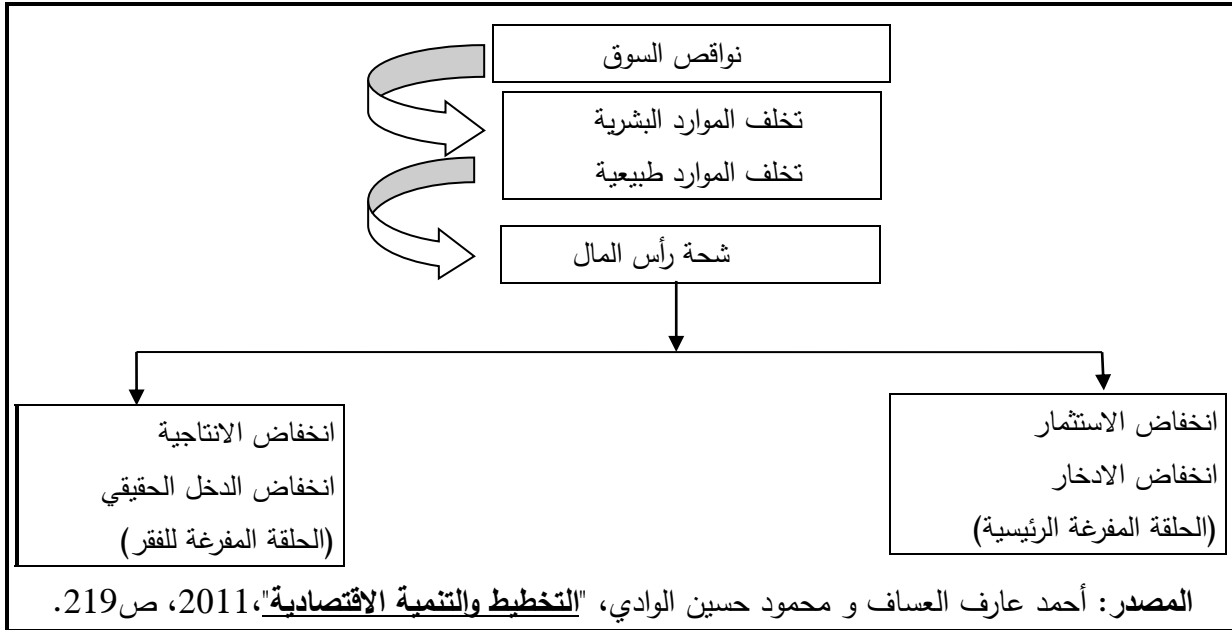 نواقص السوق
تخلف الموارد البشرية
تخلف الموارد طبيعية
شحة رأس المال
انخفاض الاستثمار
انخفاض الادخار
(الحلقة المفرغة الرئيسية)
انخفاض الانتاجية
انخفاض الدخل الحقيقي
(الحلقة المفرغة للفقر)
المصدر: أحمد عارف العساف و محمود حسين الوادي، "التخطيط والتنمية الاقتصادية"،2011، ص219.